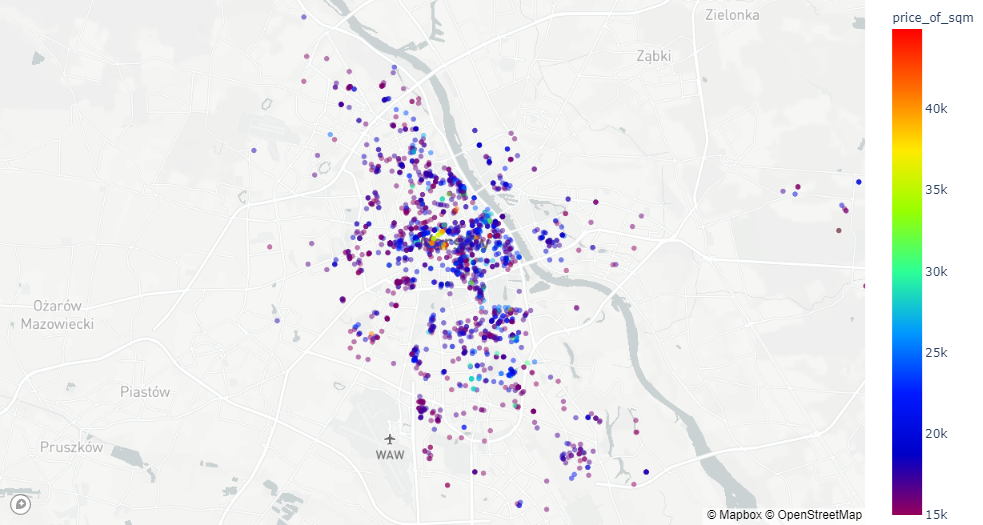 price_of_sqm
Zielonka
Ząbki
40k
35k
30k
Ożarów
Mazowiecki
25k
Piastów
20k
Pruszków
WAW
© Mapbox © OpenStreetMap
15k